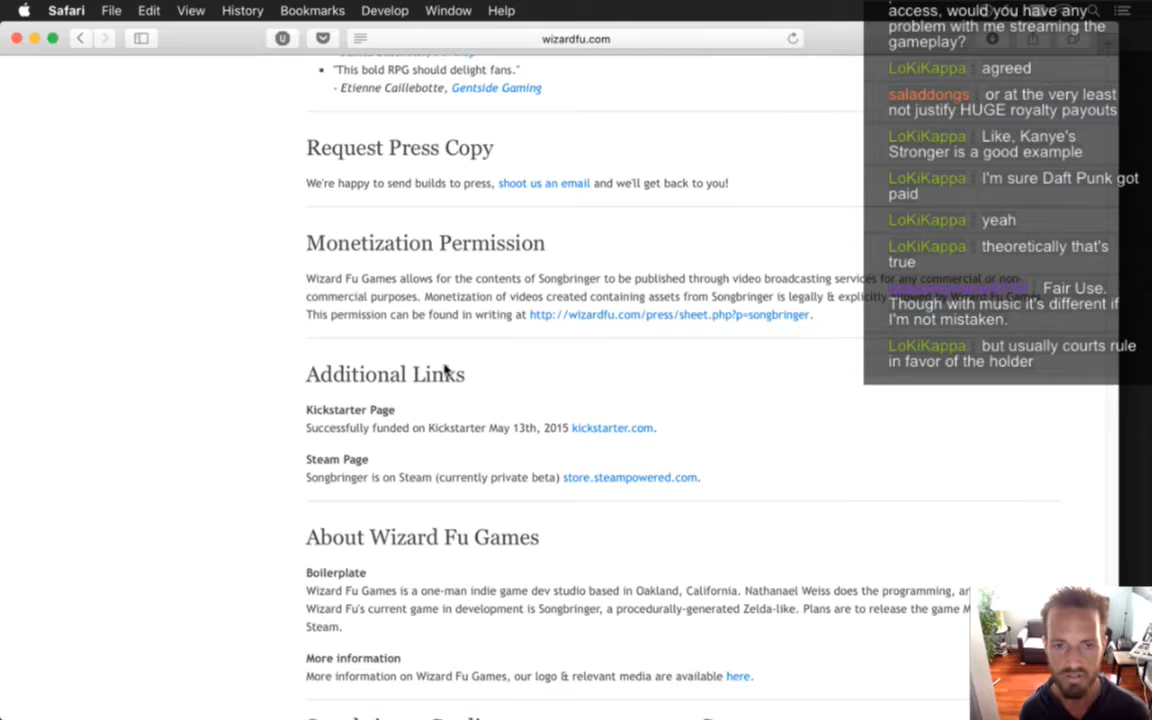 Safari File Edit View History Bookmarks Develop Window Help
wizardfu.com
"This bold RPG should delight fans."
- Etienne Caillebotte, Gentside Gaming
Request Press Copy
We're happy to send builds to press, shoot us an email and we'll get back to you!
Monetization Permission
Wizard Fu Games allows for the contents of Songbringer to be published through video broadcasting services for any commercial or non-
commercial purposes. Monetization of videos created containing assets from Songbringer is legally & explicitly allowed by Wizard Fu Games.
This permission can be found in writing at http://wizardfu.com/press/sheet.php?p=songbringer.
Additional Links
Kickstarter Page
Successfully funded on Kickstarter May 13th, 2015 kickstarter.com.
Steam Page
Songbringer is on Steam (currently private beta) store.steampowered.com.
About Wizard Fu Games
Boilerplate
Wizard Fu Games is a one-man indie game dev studio based in Oakland, California. Nathanael Weiss does the programming,
Wizard Fu's current game in development is Songbringer, a procedurally-generated Zelda-like. Plans are to release the game
Steam.
More information
More information on Wizard Fu Games, our logo & relevant media are available here.
access, would you have any
problem with me streaming the
gameplay?
LoKiKappa agreed
saladdongs or at the very least
not justify HUGE royalty payouts
LoKiKappa Like, Kanye's
Stronger is a good example
LoKiKappa I'm sure Daft Punk got
paid
LoKiKappa yeah
LoKiKappa theoretically that's
true
Fair Use.
Though with music it's different if
I'm not mistaken.
LoKiKappa but usually courts rule
in favor of the holder